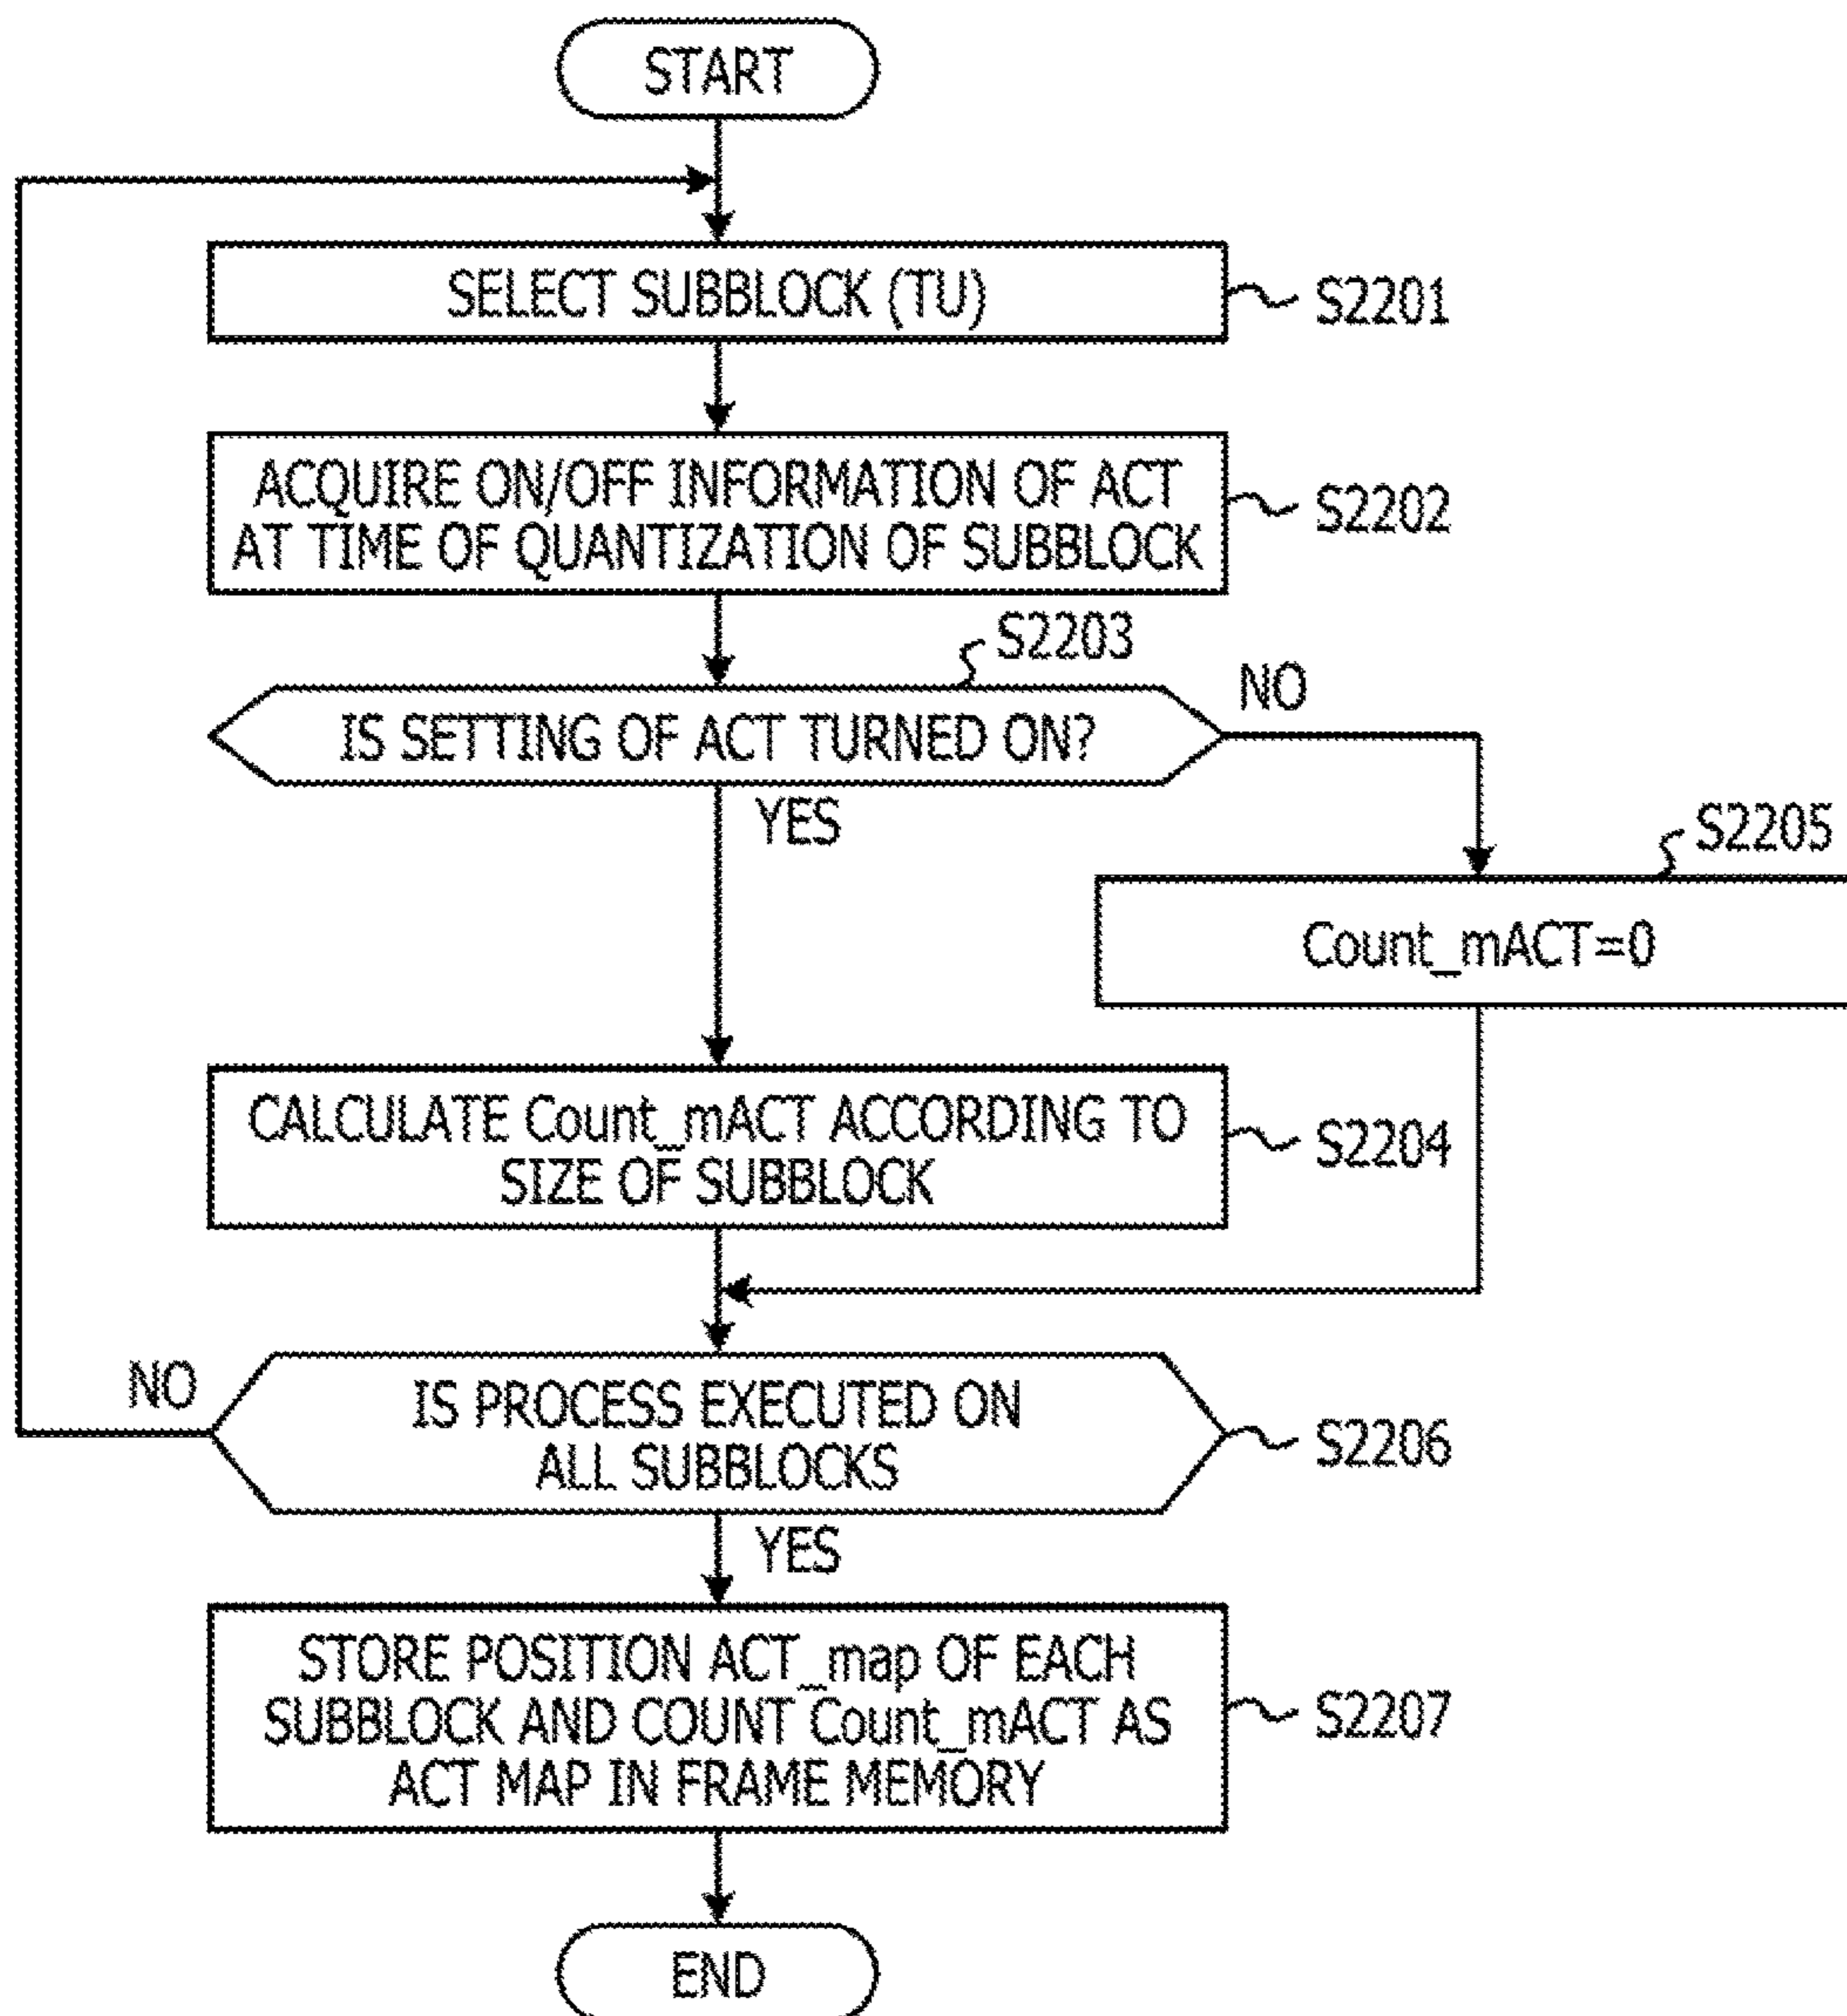 START
SELECT SUBBLOCK (TU)
S2201
ACQUIRE ON/OFF INFORMATION OF ACT
AT TIME OF QUANTIZATION OF SUBBLOCK
S2202
S2203
IS SETTING OF ACT TURNED ON?
NO
YES
S2205
Count_mACT=0
CALCULATE Count_mACT ACCORDING TO
SIZE OF SUBBLOCK
S2204
NO
IS PROCESS EXECUTED ON
ALL SUBBLOCKS
S2206
YES
STORE POSITION ACT_map OF EACH
SUBBLOCK AND COUNT Count_mACT AS
ACT MAP IN FRAME MEMORY
S2207
END